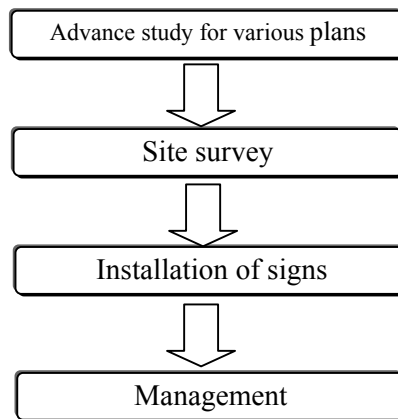 Advance study for various plans
Site survey
Installation of signs
Management